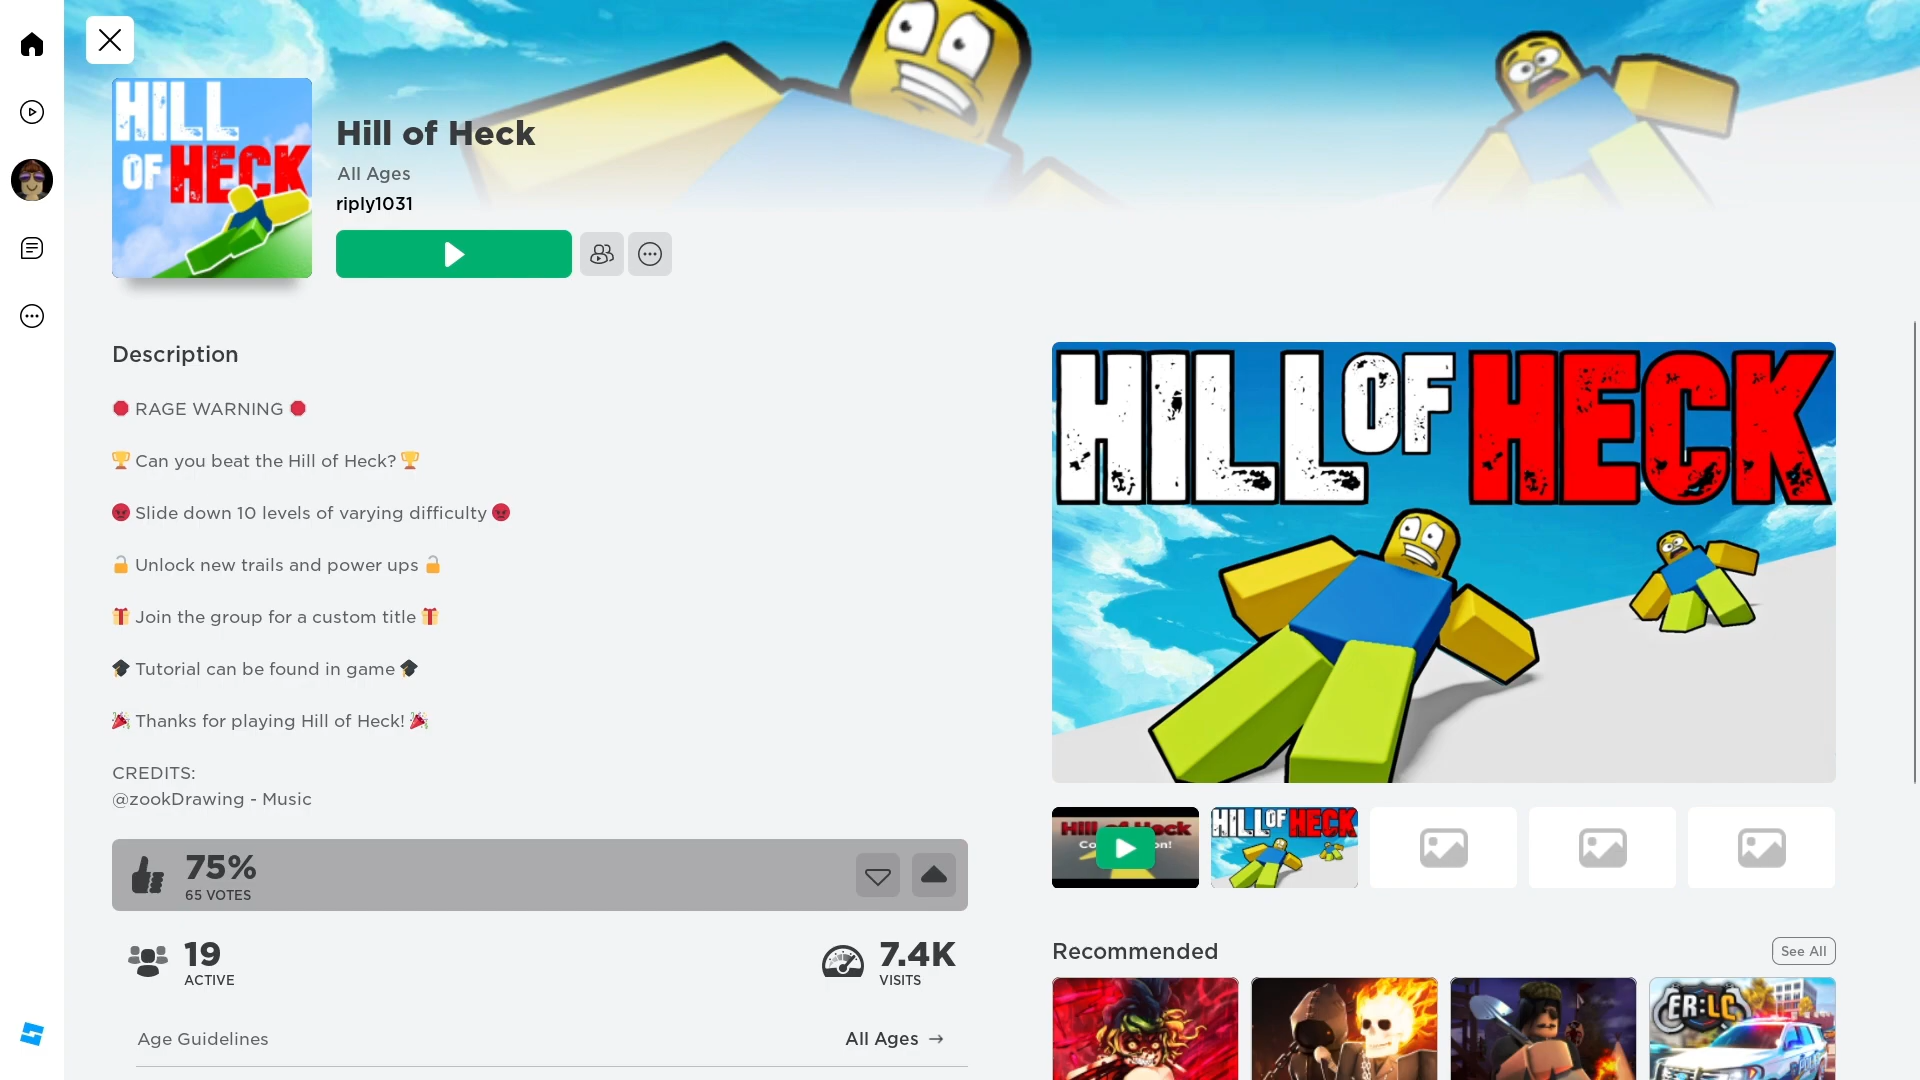 HILL
OF HECK
Hill of Heck
All Ages
riply1031
Description
RAGE WARNING
Can you beat the Hill of Heck?
Slide down 10 levels of varying difficulty
Unlock new trails and power ups
Join the group for a custom title
Tutorial can be found in game
Thanks for playing Hill of Heck!
CREDITS:
@zookDrawing - Music
75%
65 VOTES
19
ACTIVE
7.4K
VISITS
Age Guidelines
All Ages →
HILL OF HECK
Hill of Heck
HILL OF HECK
Recommended
See All
ER:LC